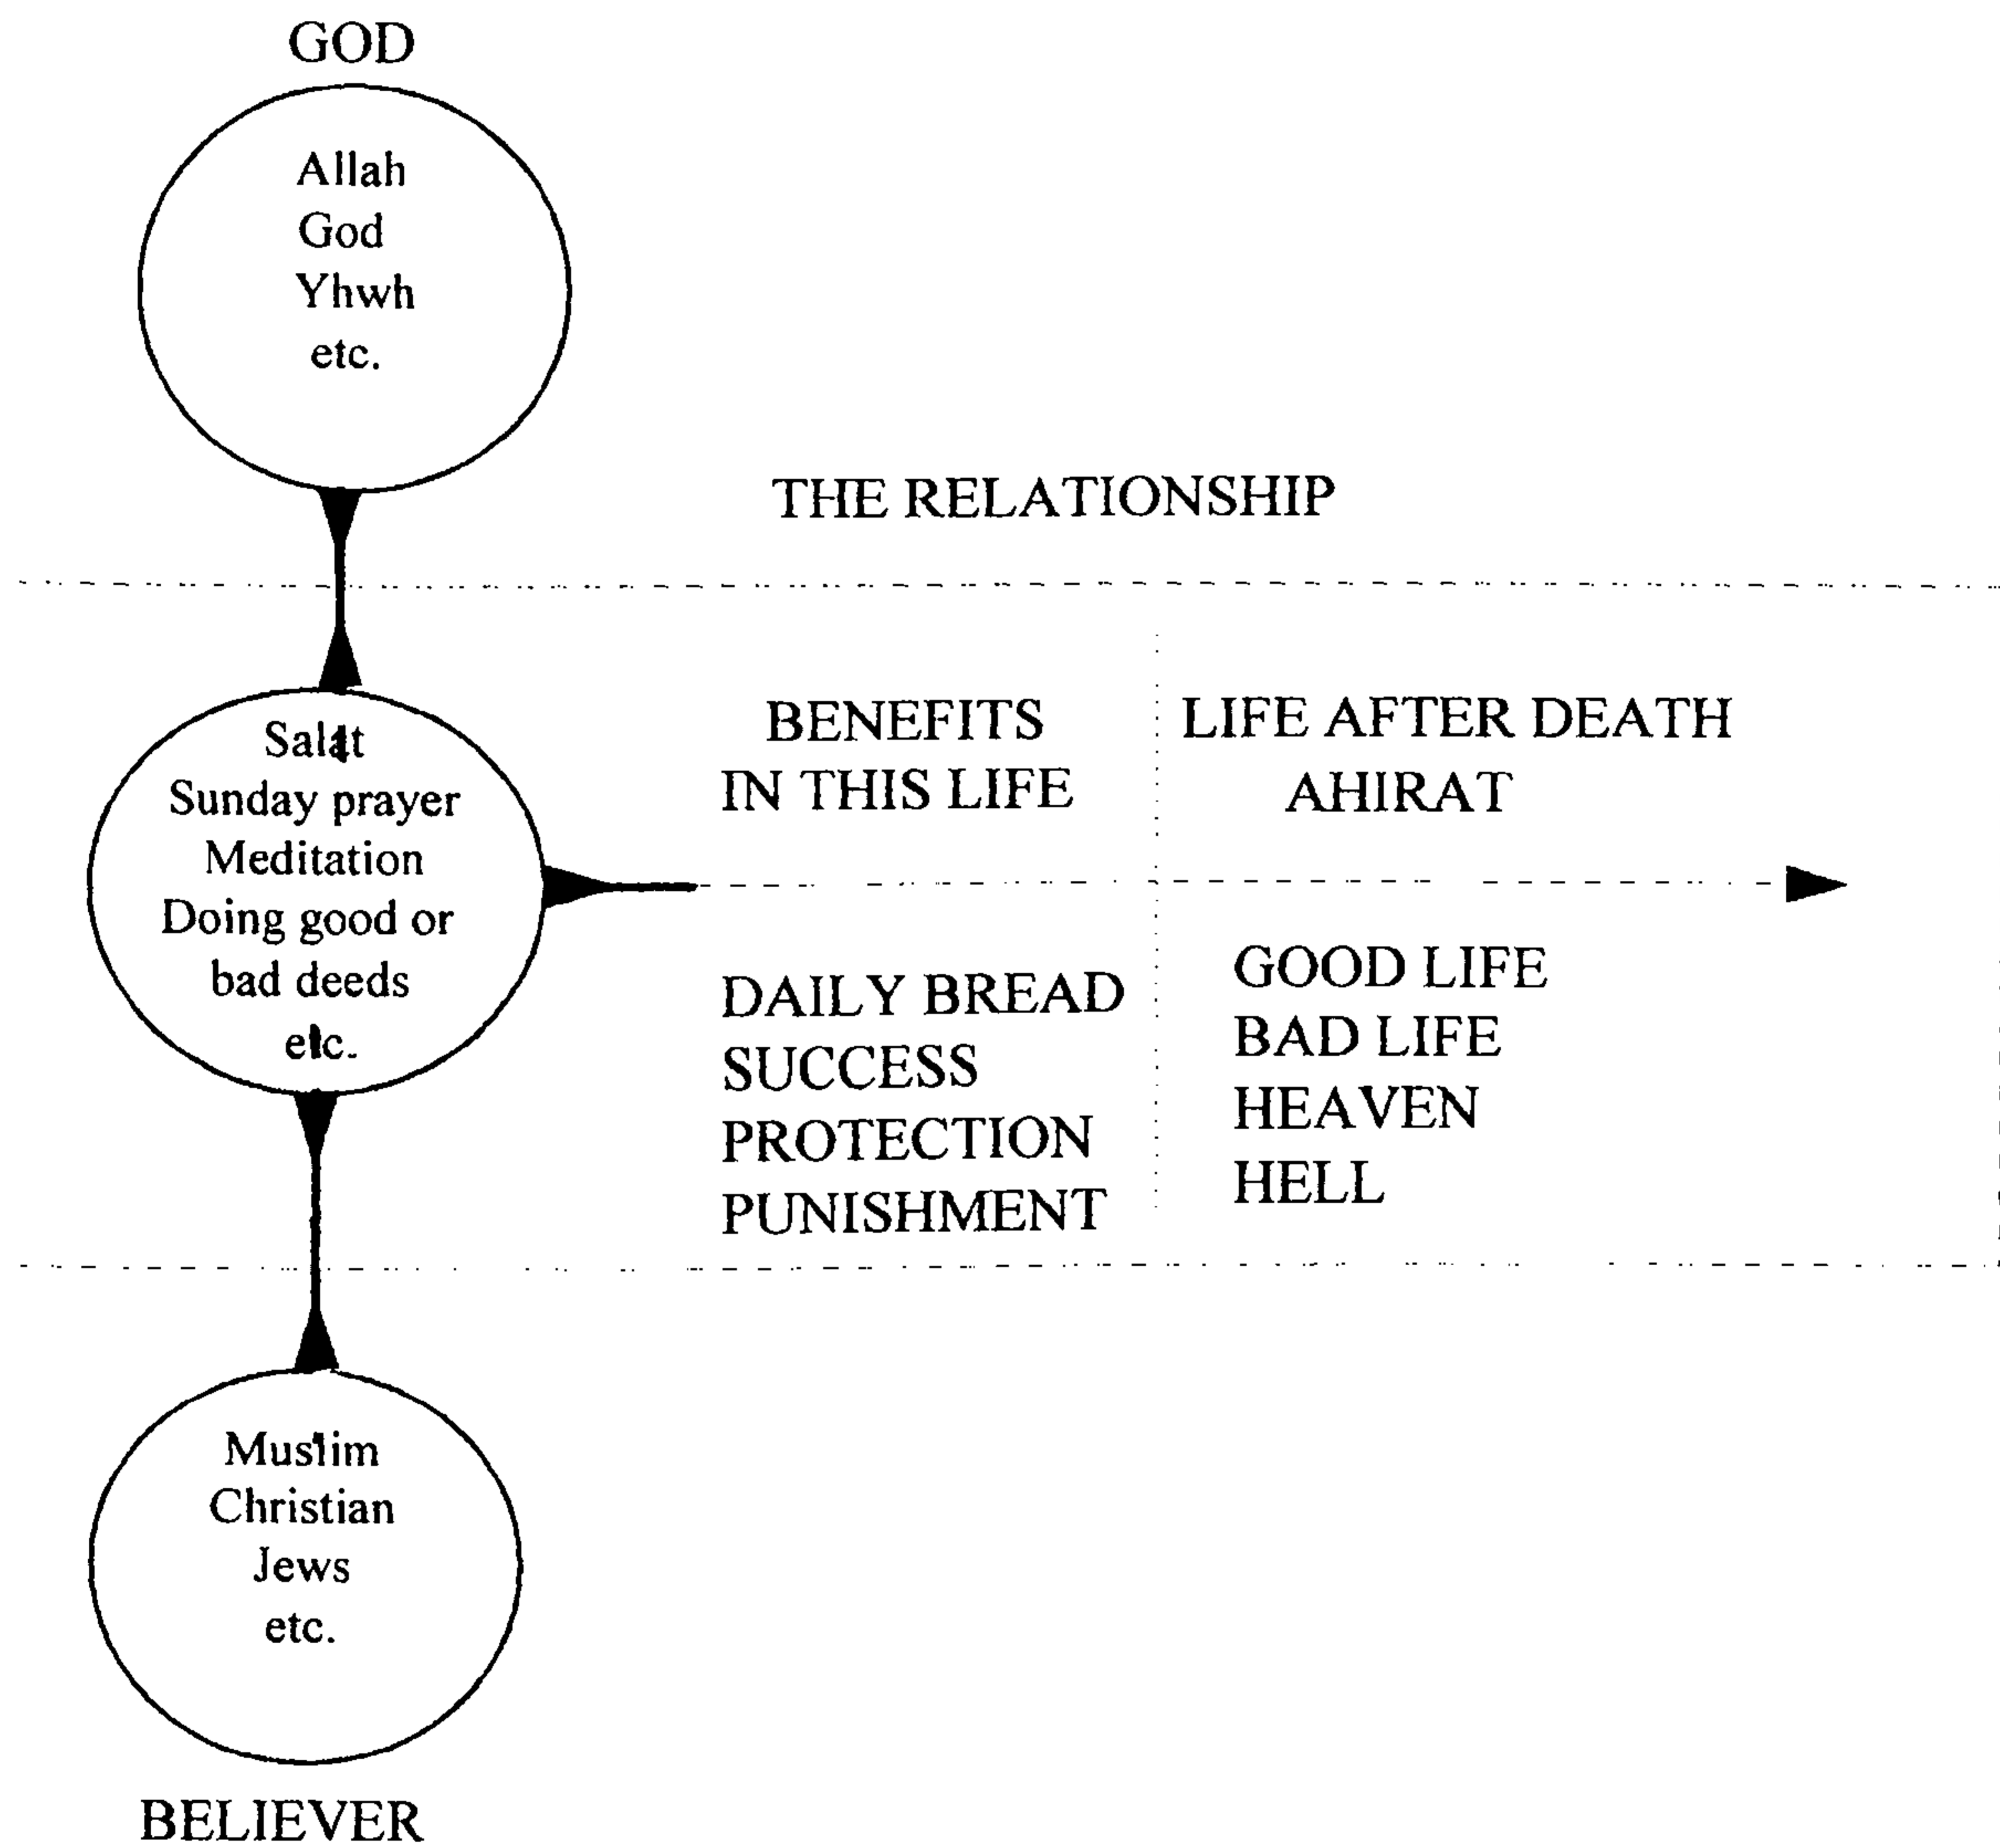 GOD
Allah
God
Yhwh
etc.
THE RELATIONSHIP
Salat
Sunday prayer
Meditation
Doing good or
bad deeds
etc.
BENEFITS
IN THIS LIFE
LIFE AFTER DEATH
AHIRAT
DAILY BREAD
SUCCESS
PROTECTION
PUNISHMENT
GOOD LIFE
BAD LIFE
HEAVEN
HELL
Muslim
Christian
Jews
etc.
BELIEVER